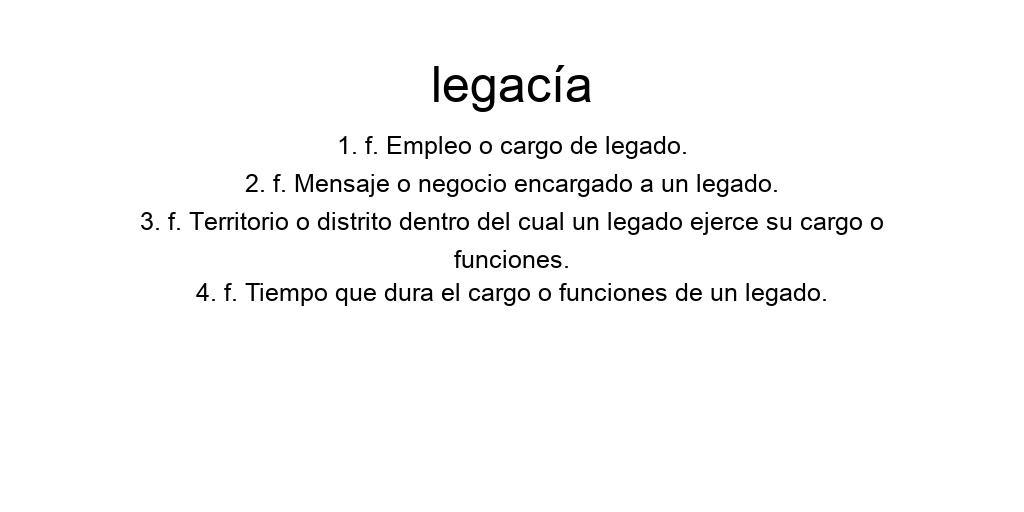 legacía
1. f. Empleo o cargo de legado.
2. f. Mensaje o negocio encargado a un legado.
3. f. Territorio o distrito dentro del cual un legado ejerce su cargo o
funciones.
4. f. Tiempo que dura el cargo o funciones de un legado.